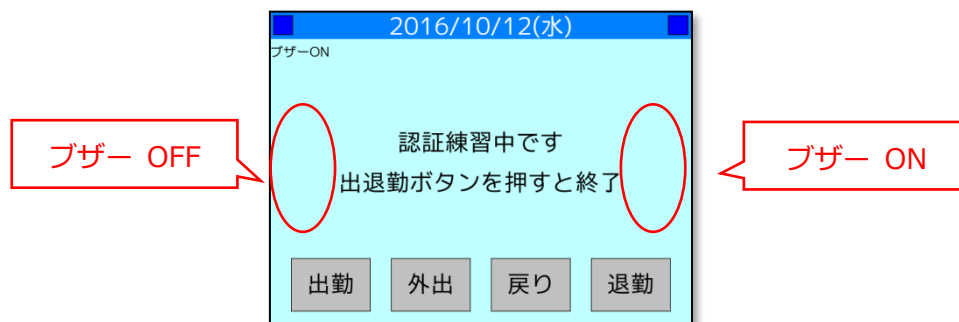 2016/10/12(水)
ブザーON
ブザー OFF
認証練習中です
ブザー ON
出退勤ボタンを押すと終了
出勤 外出 戻り 退勤